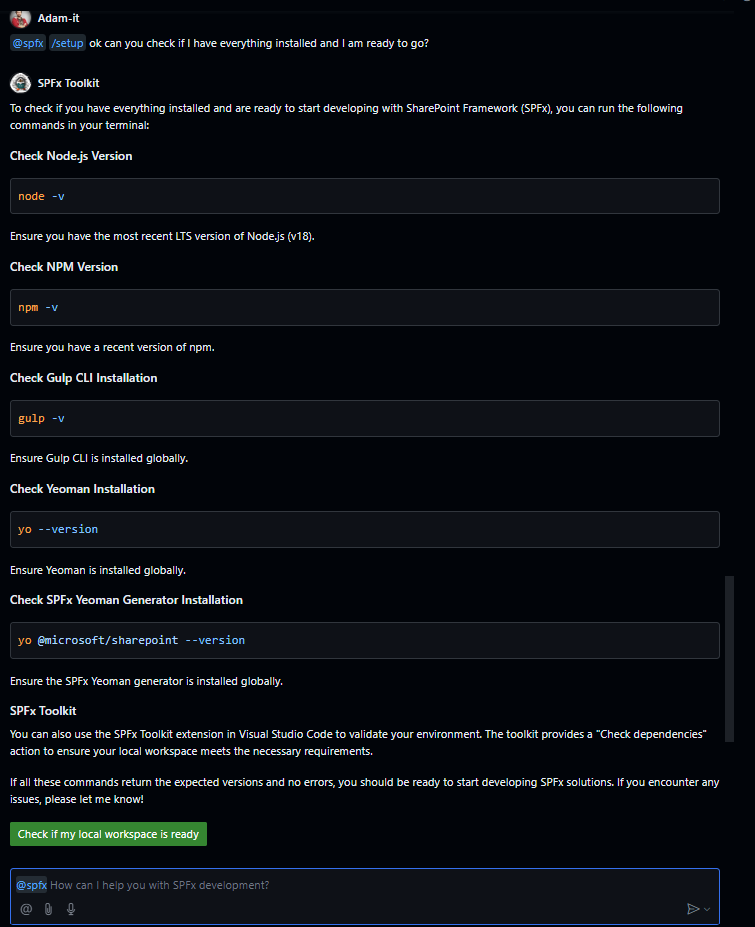 Adam-it
@spfx /setup ok can you check if I have everything installed and I am ready to go?
SPFx Toolkit
To check if you have everything installed and are ready to start developing with SharePoint Framework (SPFx), you can run the following
commands in your terminal:
Check Node.js Version
node -v
Ensure you have the most recent LTS version of Node.js (v18).
Check NPM Version
npm -v
Ensure you have a recent version of npm.
Check Gulp CLI Installation
gulp -v
Ensure Gulp CLI is installed globally.
Check Yeoman Installation
yo --version
Ensure Yeoman is installed globally.
Check SPFx Yeoman Generator Installation
yo @microsoft/sharepoint --version
Ensure the SPFx Yeoman generator is installed globally.
SPFx Toolkit
You can also use the SPFx Toolkit extension in Visual Studio Code to validate your environment. The toolkit provides a "Check dependencies"
action to ensure your local workspace meets the necessary requirements.
If all these commands return the expected versions and no errors, you should be ready to start developing SPFx solutions. If you encounter any
issues, please let me know!
Check if my local workspace is ready
@spfx How can I help you with SPFx development?
@